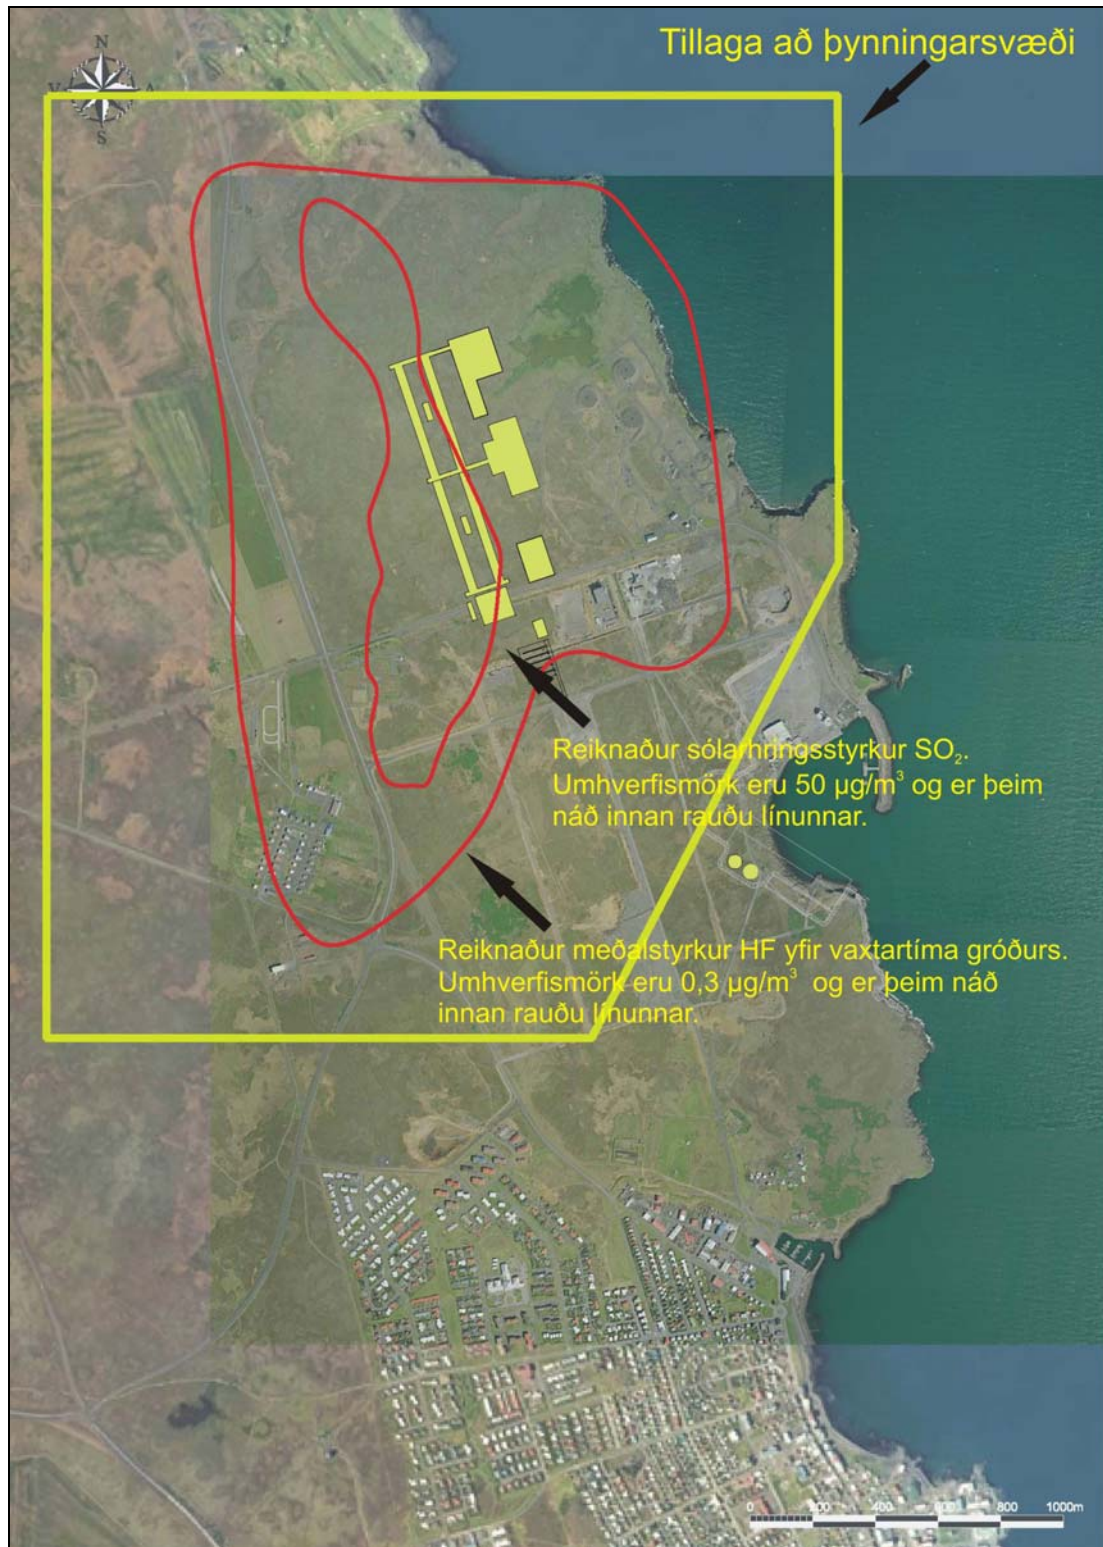 Tillaga að þynningarsvæði
N
V
A
S
Reiknaður sólarhringsstyrkur SO₂.
Umhverfismörk eru 50 µg/m³ og er þeim
náð innan rauðu línunnar.
Reiknaður meðalstyrkur HF yfir vaxtartíma gróðurs.
Umhverfismörk eru 0,3 µg/m³ og er þeim náð
innan rauðu línunnar.
0 200 400 600 800 1000m